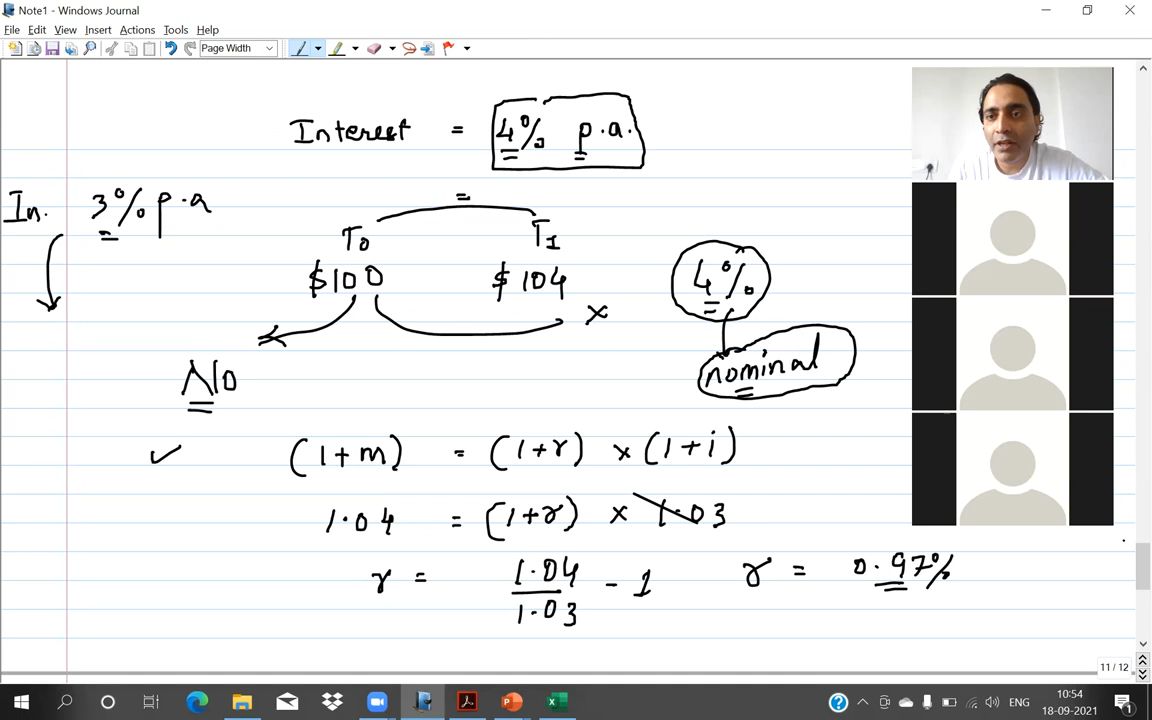 Note1 - Windows Journal
File Edit View Insert Actions Tools Help
Page Width
Interest = 4% p.a.
In. 3% p.a
=
T0 T1
$100 $104 × 4%
nominal
NO
✓ (1+m) = (1+r) × (1+i)
1.04 = (1+r) × 1.03
r = 1.04 / 1.03 - 1 r = 0.97%
11 / 12
ENG
10:54
18-09-2021
1